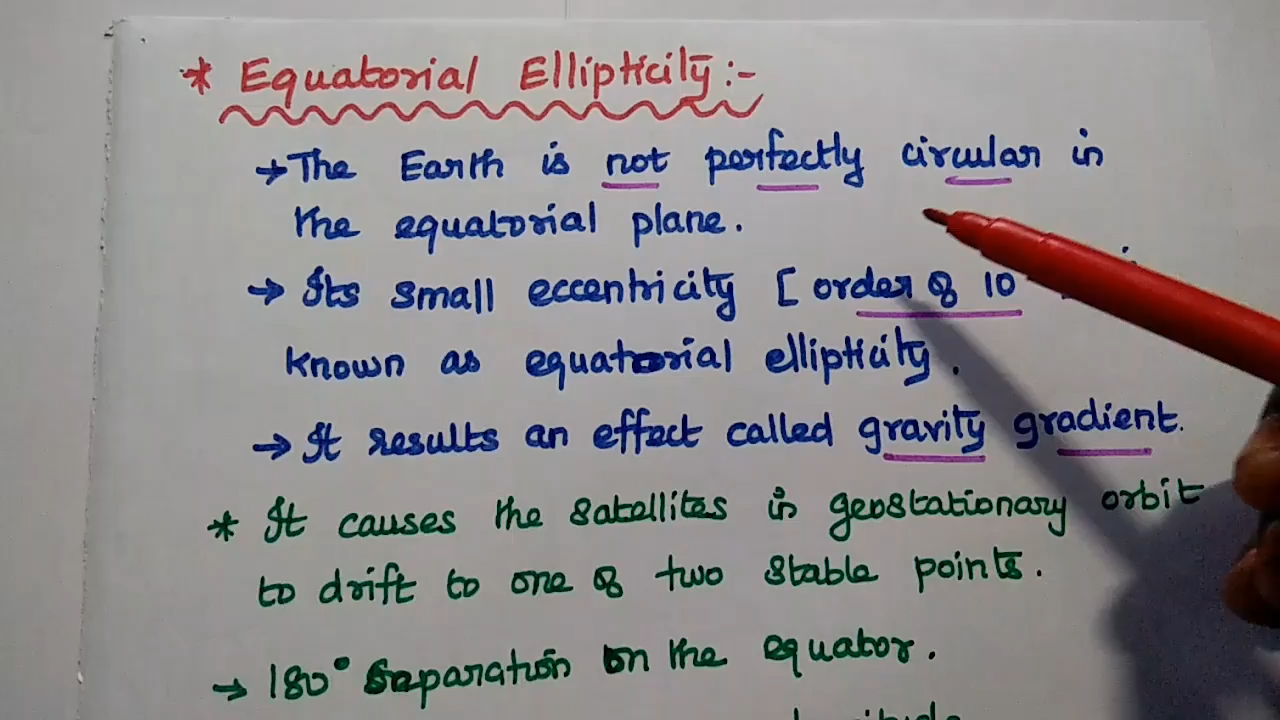 * Equatorial Ellipticity :-
→ The Earth is not perfectly circular in
the equatorial plane.
→ Its small eccentricity [ order of 10
known as equatorial ellipticity.
→ It results an effect called gravity gradient.
* It causes the satellites in geostationary orbit
to drift to one of two stable points.
→ 180° Separation on the equator.